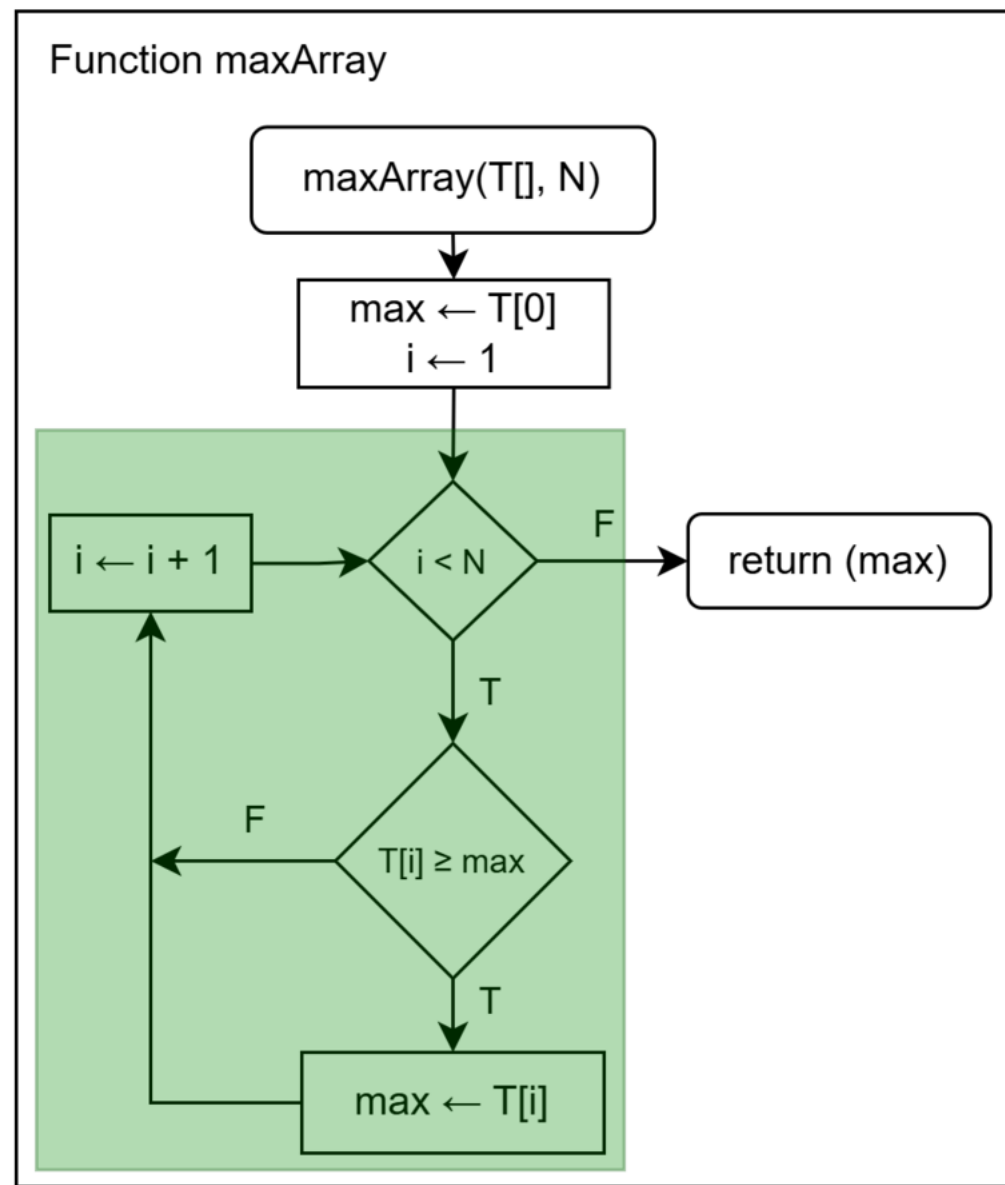 Function maxArray
maxArray(T[], N)
max ← T[0]
i ← 1
i ← i + 1
i < N
F
return (max)
T
F
T[i] ≥ max
T
max ← T[i]